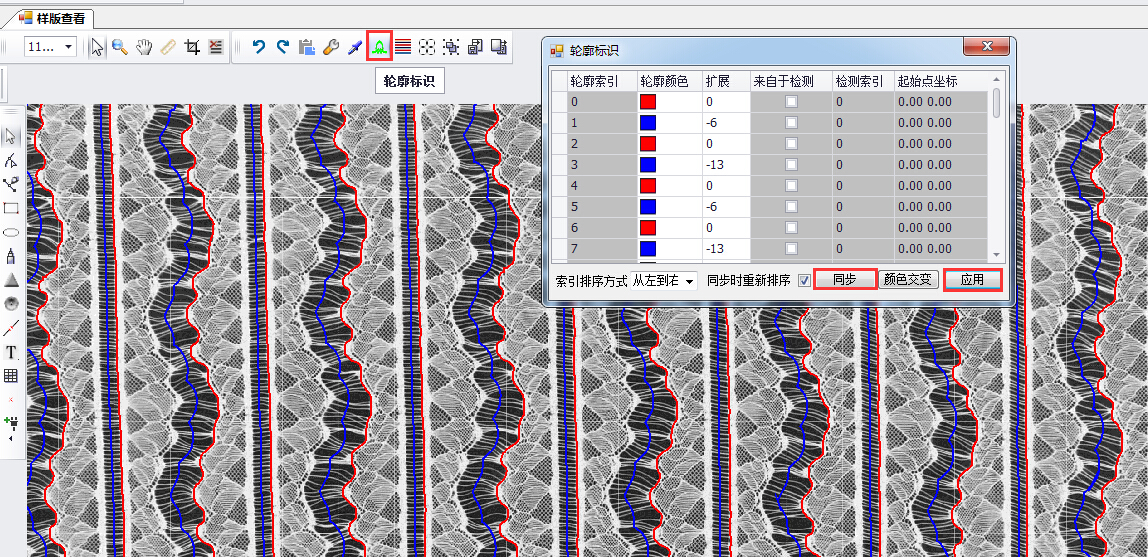 样版查看
11...
轮廓标识
轮廓标识
轮廓索引 轮廓颜色 扩展 来自于检测 检测索引 起始点坐标
0 0 0 0.00 0.00
1 -6 0 0.00 0.00
2 0 0 0.00 0.00
3 -13 0 0.00 0.00
4 0 0 0.00 0.00
5 -6 0 0.00 0.00
6 0 0 0.00 0.00
7 -13 0 0.00 0.00
索引排序方式 从左到右 同步时重新排序 同步 颜色交变 应用
T